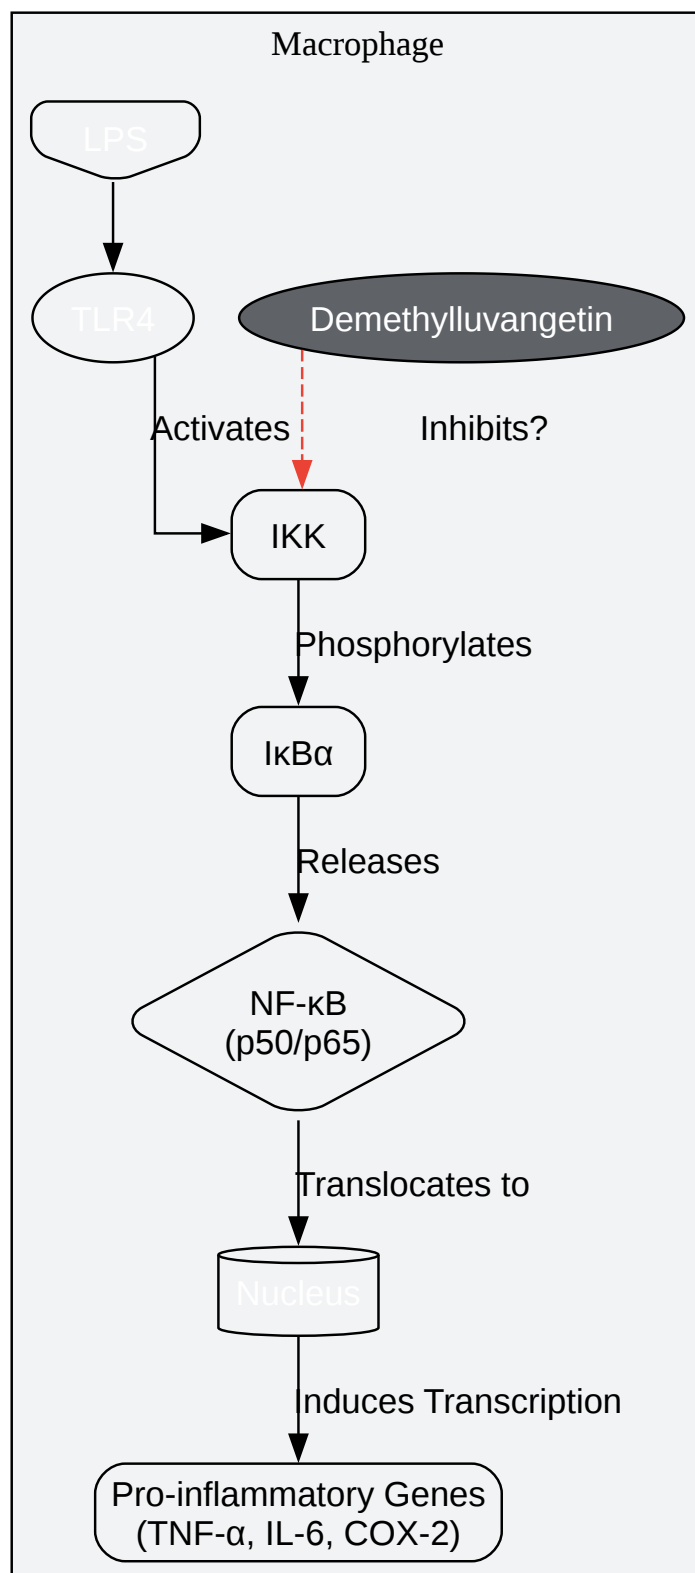 Macrophage
LPS
TLR4
Demethylluvangetin
Activates
Inhibits?
IKK
Phosphorylates
IκBα
Releases
NF-κB
(p50/p65)
Translocates to
Nucleus
Induces Transcription
Pro-inflammatory Genes
(TNF-α, IL-6, COX-2)